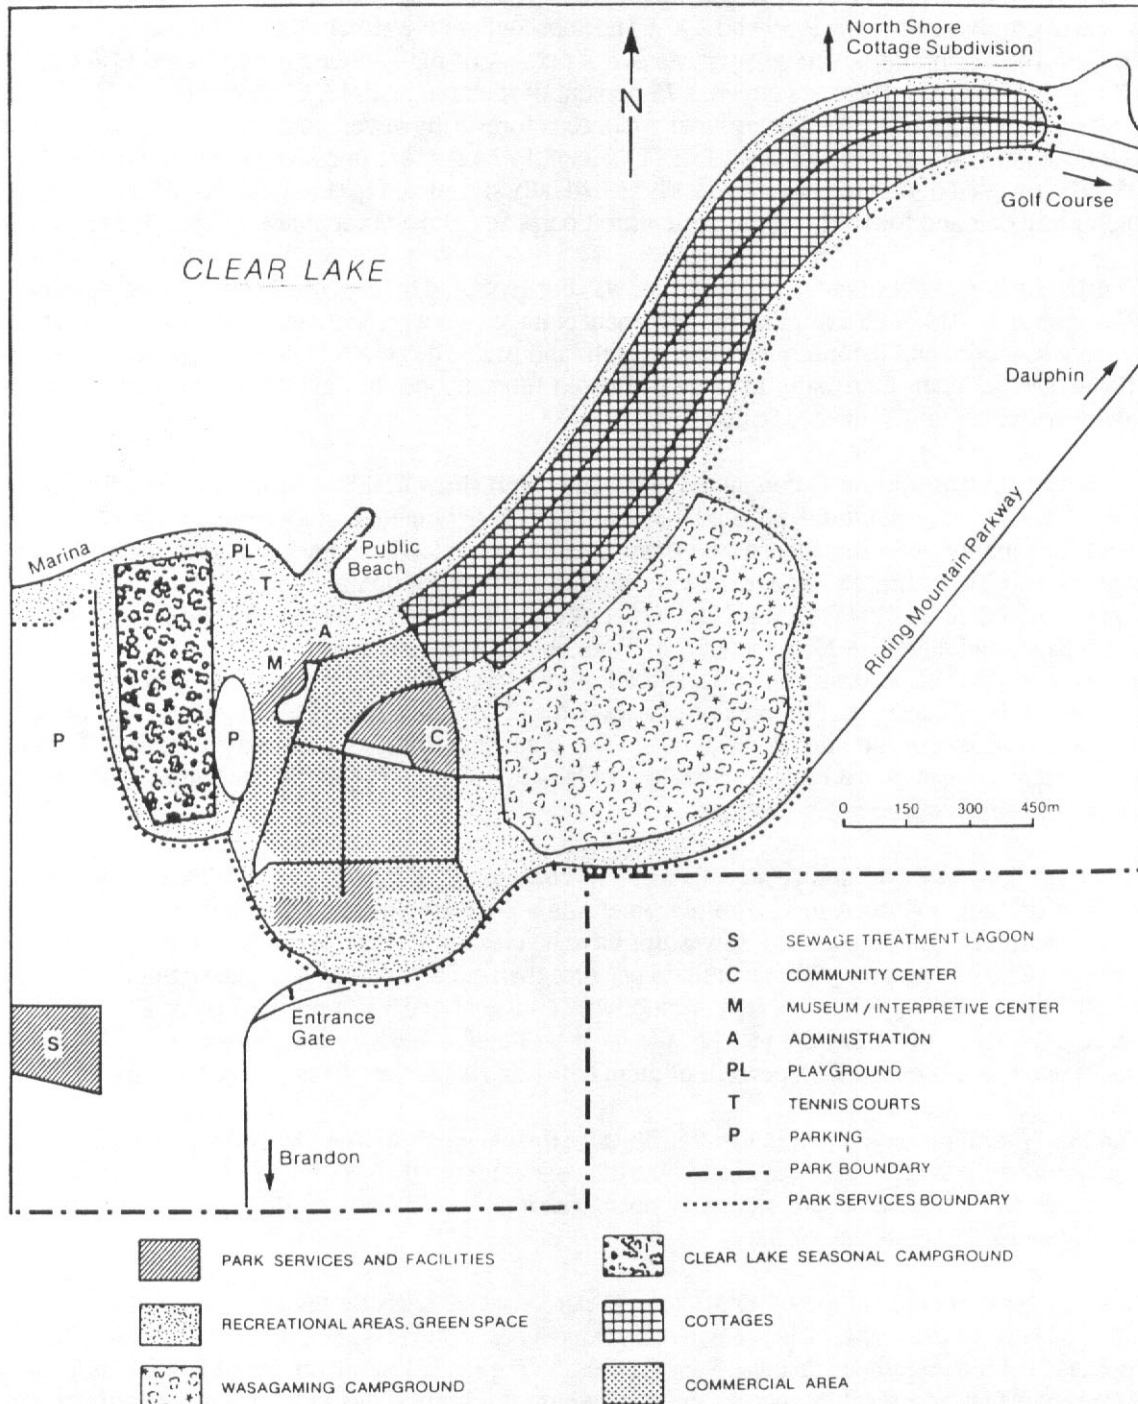 North Shore
Cottage Subdivision
N
Golf Course
CLEAR LAKE
Dauphin
Riding Mountain Parkway
Marina
PL
T
Public
Beach
A
M
P
P
C
0 150 300 450m
Entrance
Gate
S
Brandon
S SEWAGE TREATMENT LAGOON
C COMMUNITY CENTER
M MUSEUM / INTERPRETIVE CENTER
A ADMINISTRATION
PL PLAYGROUND
T TENNIS COURTS
P PARKING
PARK BOUNDARY
PARK SERVICES BOUNDARY
PARK SERVICES AND FACILITIES
RECREATIONAL AREAS, GREEN SPACE
WASAGAMING CAMPGROUND
CLEAR LAKE SEASONAL CAMPGROUND
COTTAGES
COMMERCIAL AREA